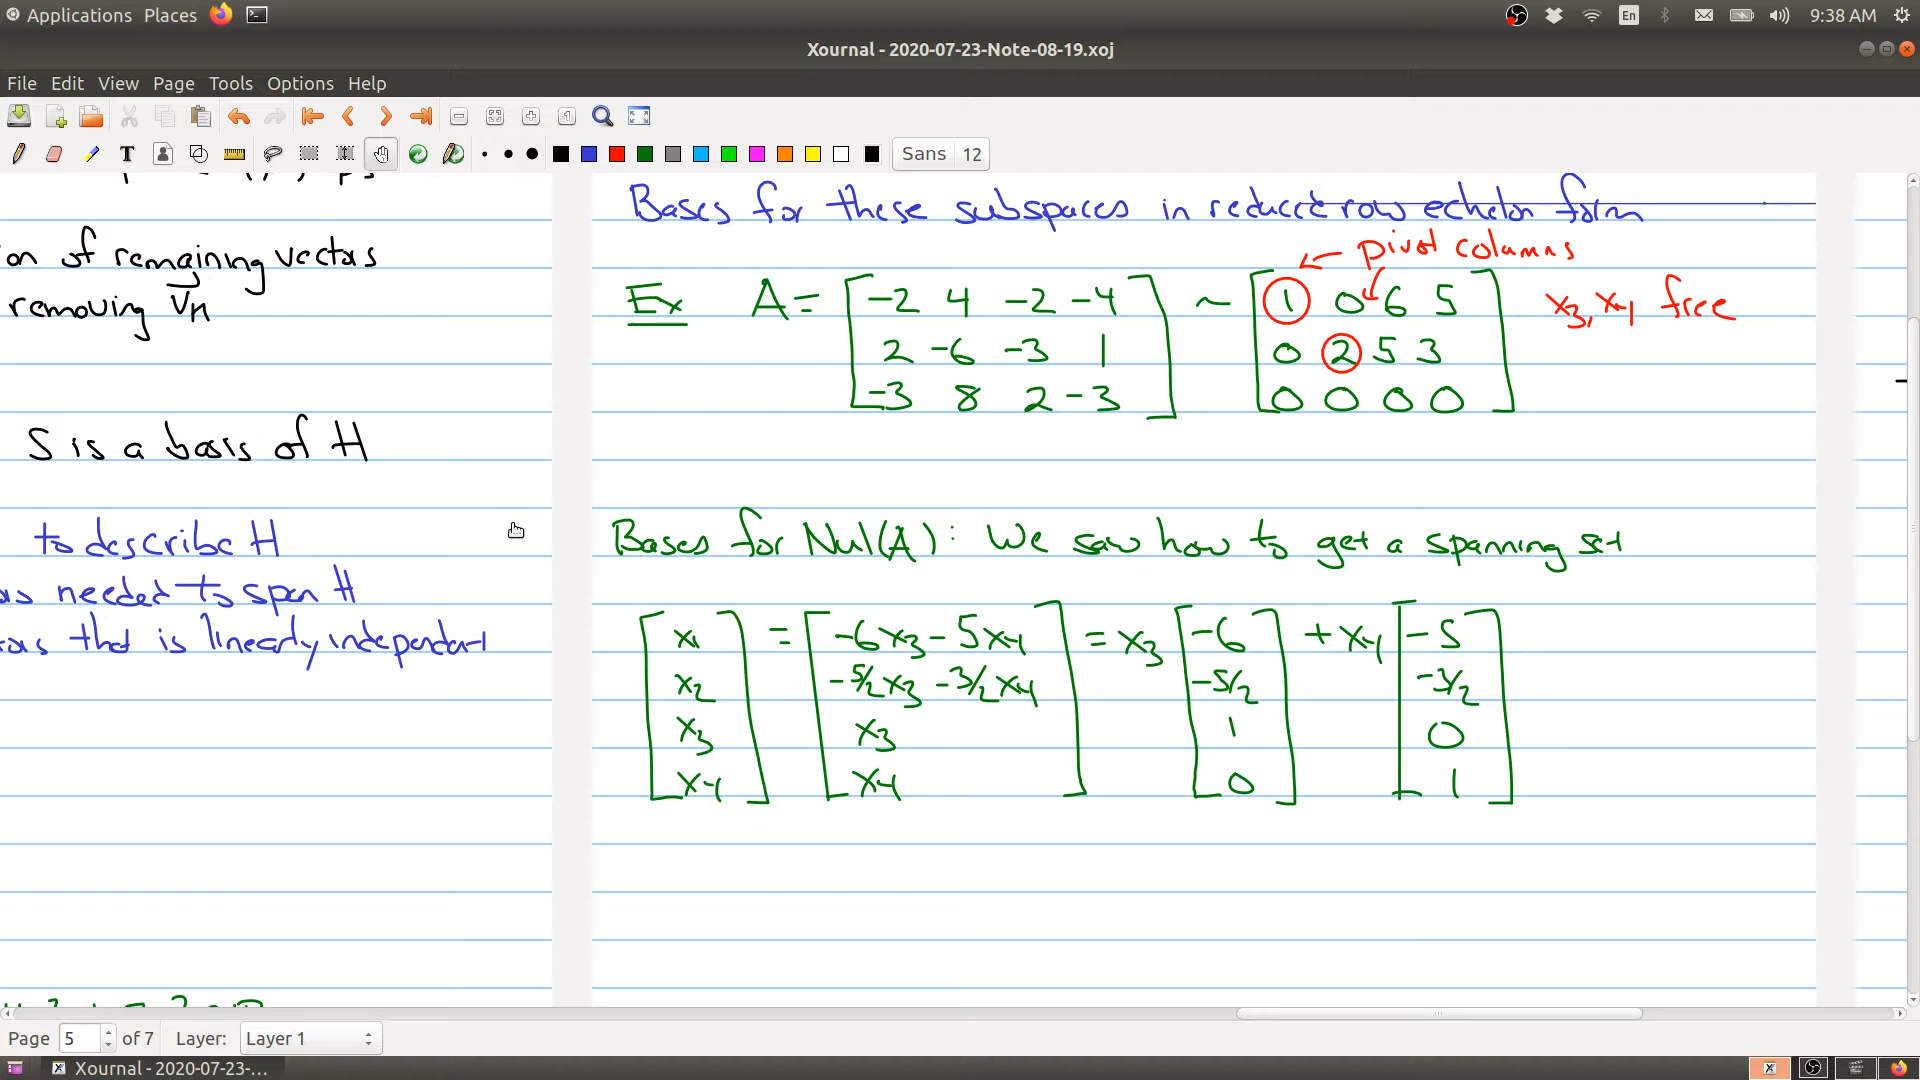 Applications Places En 9:38 AM
Xournal - 2020-07-23-Note-08-19.xoj
File Edit View Page Tools Options Help
Sans 12
on of remaining vectors
removing Vn
S is a basis of H
to describe H
needed to span H
that is linearly independent
Bases for these subspaces in reduced row echelon form
pivot columns
Ex A = [ -2 4 -2 -4 ] ~ [ 1 0 6 5 ] x3, x4 free
2 -6 -3 1 0 2 5 3
-3 8 2 -3 0 0 0 0
Bases for Nul(A): We saw how to get a spanning set
[ x1 ] = [ -6x3 - 5x4 ] = x3 [ -6 ] + x4 [ -5 ]
x2 -5/2x3 -3/2x4 -5/2 -3/2
x3 x3 1 0
x4 x4 0 1
Page 5 of 7 Layer: Layer 1
Xournal - 2020-07-23-...